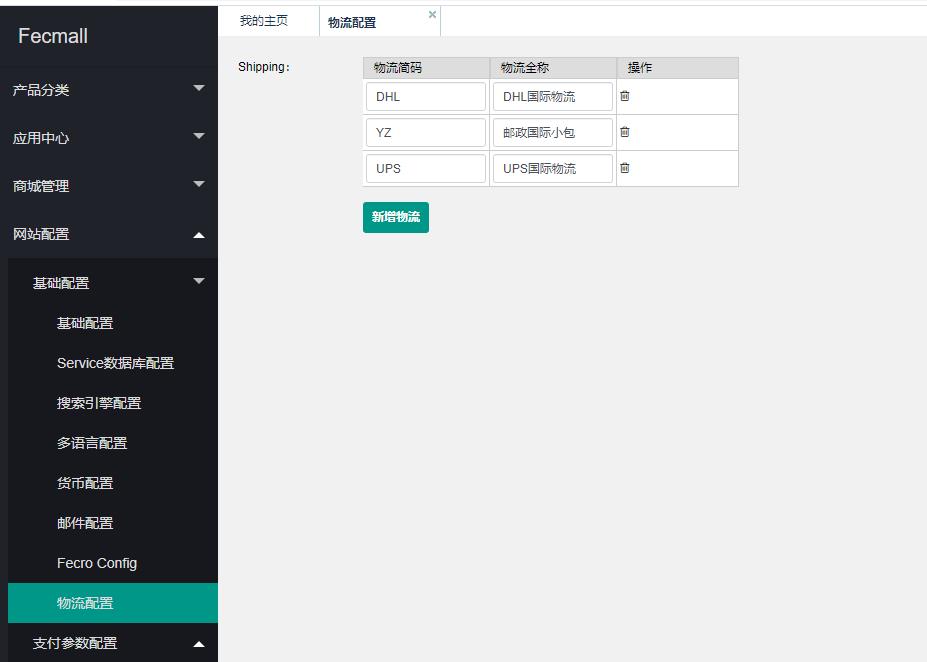 Fecmall
产品分类
应用中心
商城管理
网站配置
基础配置
基础配置
Service数据库配置
搜索引擎配置
多语言配置
货币配置
邮件配置
Fecro Config
物流配置
支付参数配置
我的主页 物流配置
Shipping:
物流简码 物流全称 操作
DHL DHL国际物流
YZ 邮政国际小包
UPS UPS国际物流
新增物流